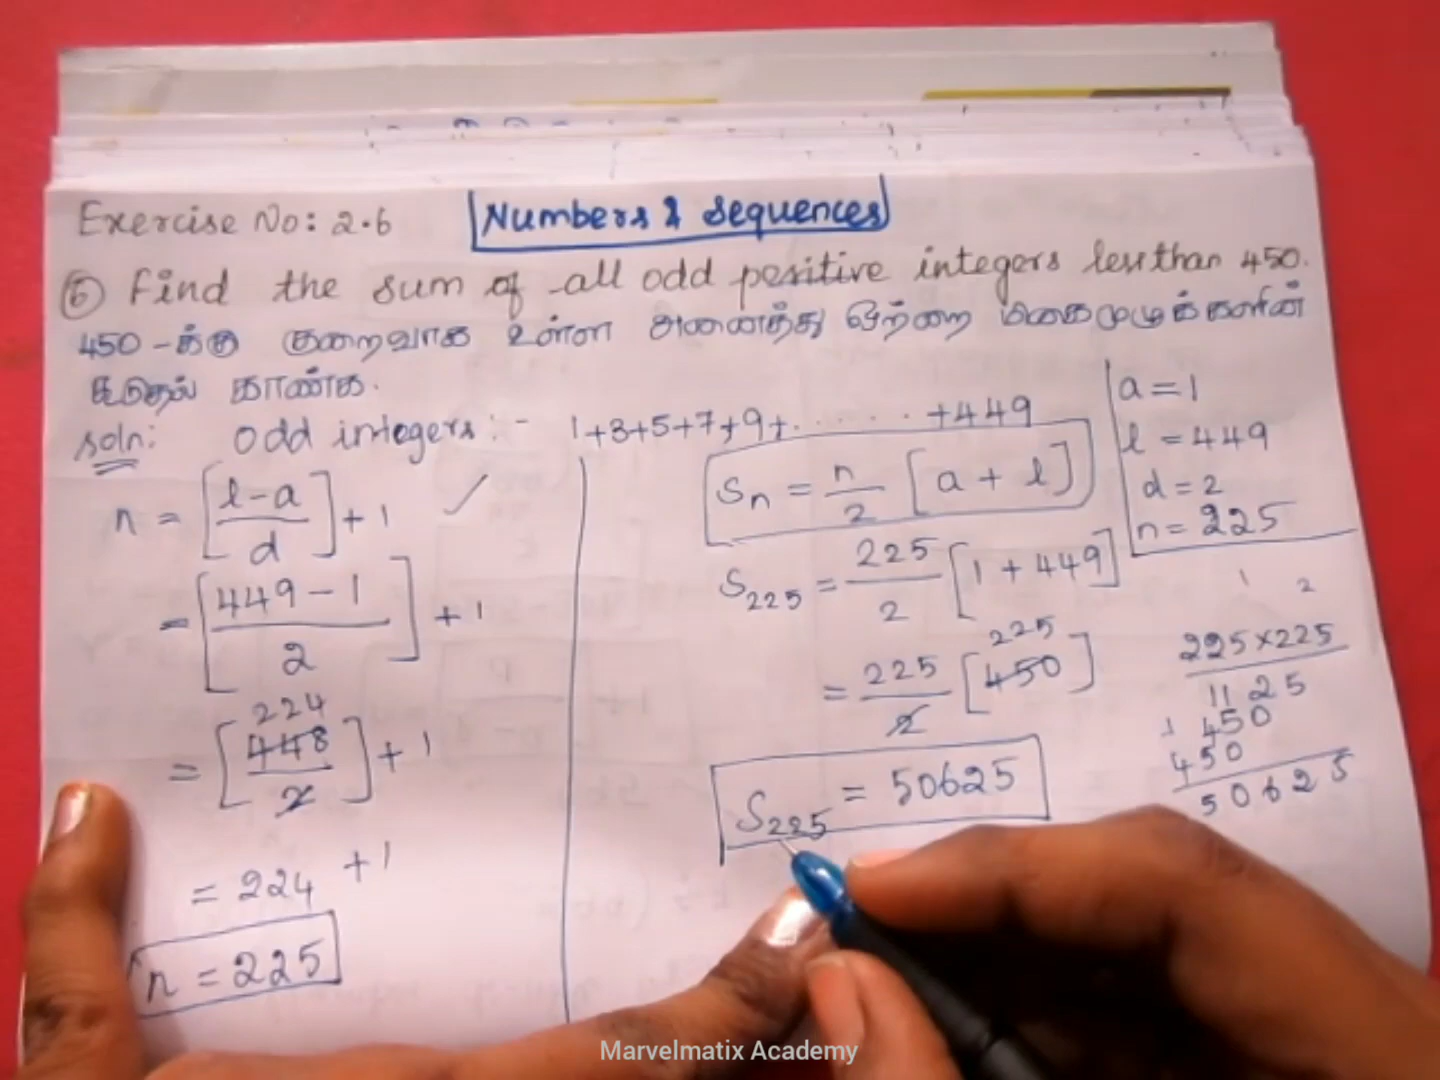 Exercise No: 2.6
Numbers & Sequences
⑥ Find the sum of all odd positive integers less than 450.
450 -க்கு குறைவாக உள்ள அனைத்து ஒற்றை மிகை முழுக்களின்
கூடுதல் காண்க.
soln: Odd integers :- 1+3+5+7+9+. . . . . . +449
a = 1
l = 449
d = 2
n = 225
n = [l-a/d] + 1 ✓
= [449 - 1/2] + 1
224
= [448/2] + 1
= 224 + 1
n = 225
Sn = n/2 [a + l]
S225 = 225/2 [1 + 449]
225
= 225/2 [450]
S225 = 50625
1 2
225×225
1125
1 450
450
50625
Marvelmatix Academy